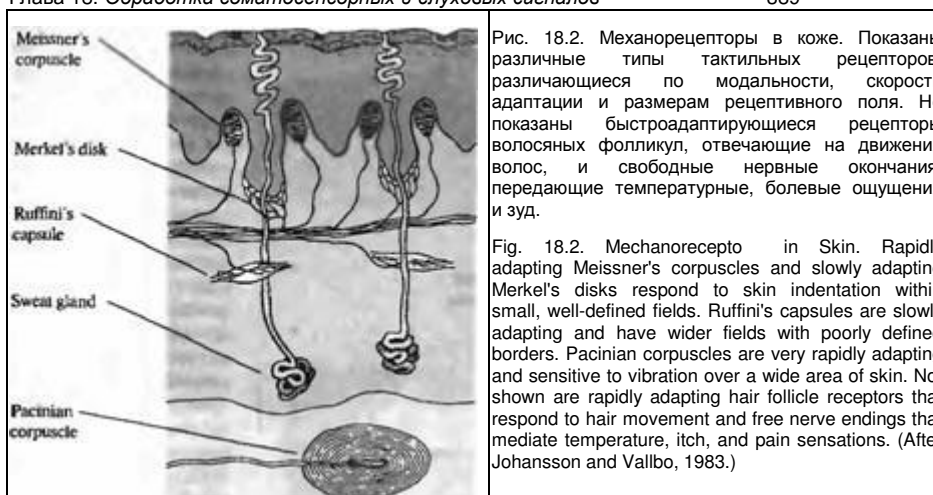 Meissner's
corpuscle
Merkel's disk
Ruffini's
capsule
Sweat gland
Pacinian
corpuscle
Рис. 18.2. Механорецепторы в коже. Показаны
различные типы тактильных рецепторов
различающиеся по модальности, скорост
адаптации и размерам рецептивного поля. Н
показаны быстроадаптирующиеся рецепторы
волосяных фолликул, отвечающие на движени
волос, и свободные нервные окончания
передающие температурные, болевые ощущени
и зуд.
Fig. 18.2. Mechanorecepto in Skin. Rapidl
adapting Meissner's corpuscles and slowly adaptin
Merkel's disks respond to skin indentation withi
small, well-defined fields. Ruffini's capsules are slowl
adapting and have wider fields with poorly define
borders. Pacinian corpuscles are very rapidly adaptin
and sensitive to vibration over a wide area of skin. No
shown are rapidly adapting hair follicle receptors tha
respond to hair movement and free nerve endings tha
mediate temperature, itch, and pain sensations. (Afte
Johansson and Vallbo, 1983.)